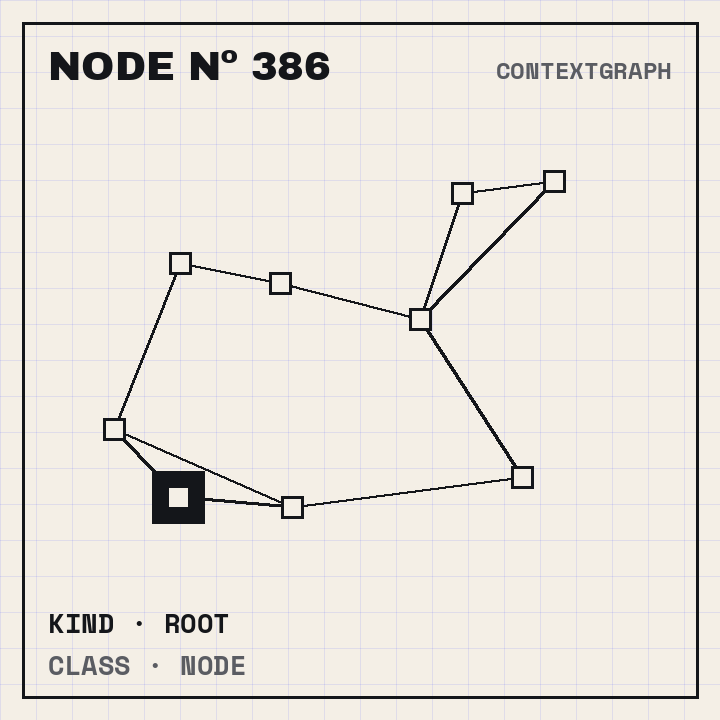 NODE Nº 386
CONTEXTGRAPH
KIND · ROOT
CLASS · NODE